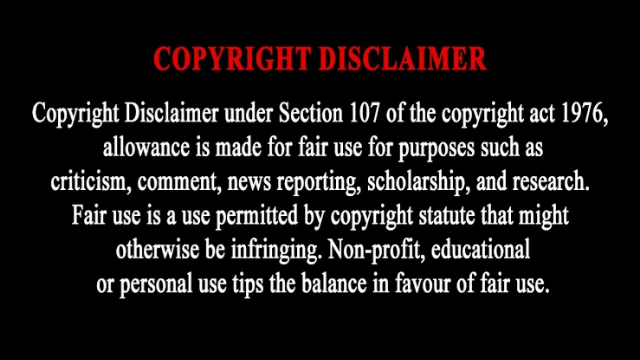 COPYRIGHT DISCLAIMER
Copyright Disclaimer under Section 107 of the copyright act 1976,
allowance is made for fair use for purposes such as
criticism, comment, news reporting, scholarship, and research.
Fair use is a use permitted by copyright statute that might
otherwise be infringing. Non-profit, educational
or personal use tips the balance in favour of fair use.